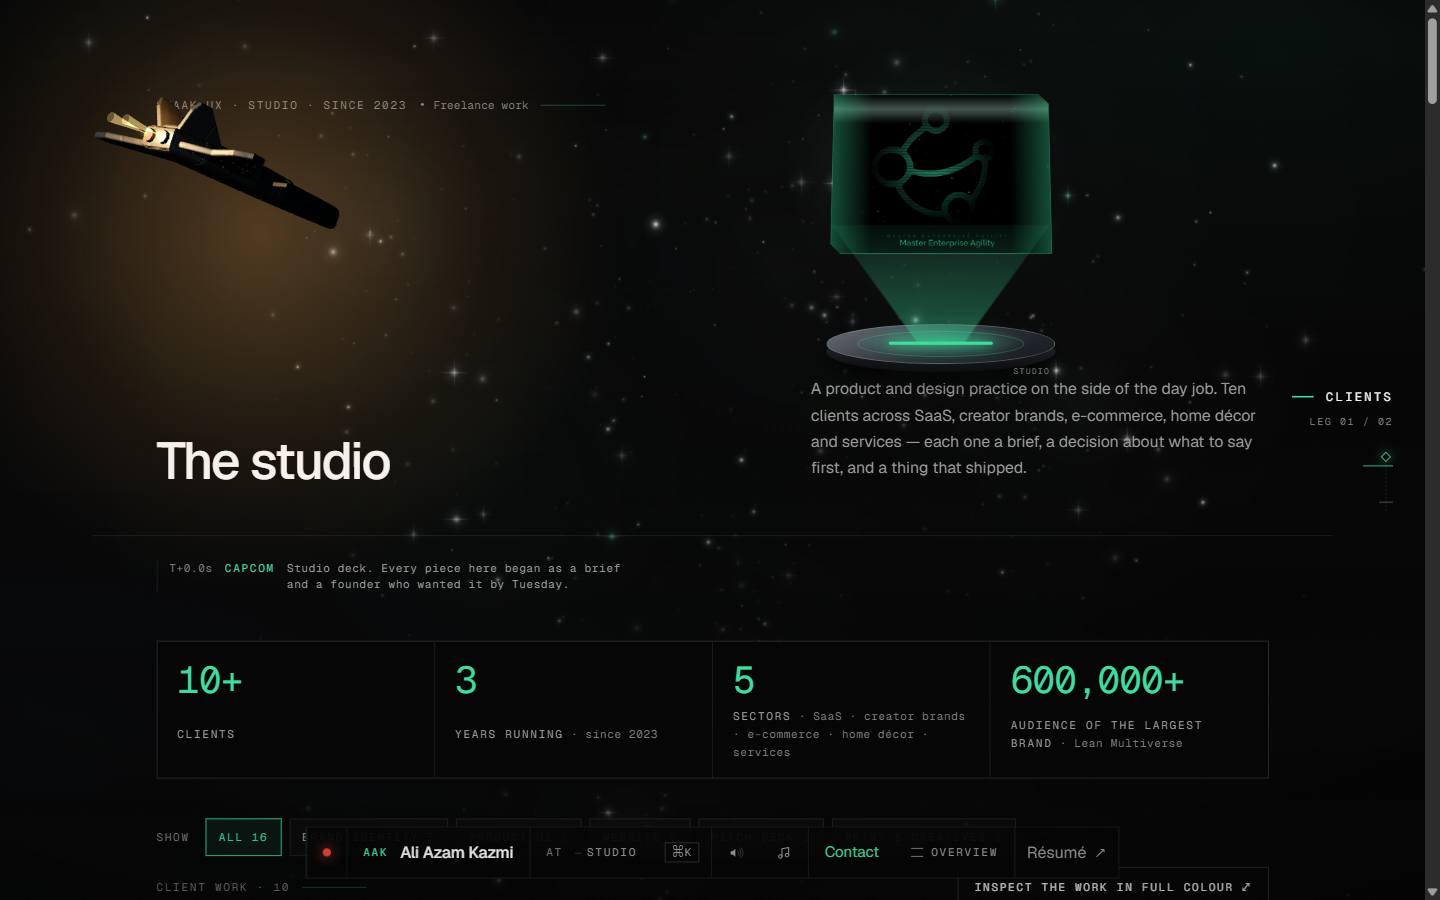 AAK UX · STUDIO · SINCE 2023 • Freelance work
Master Enterprise Agility
STUDIO
A product and design practice on the side of the day job. Ten
clients across SaaS, creator brands, e-commerce, home décor
and services — each one a brief, a decision about what to say
first, and a thing that shipped.
CLIENTS
LEG 01 / 02
The studio
T+0.0s CAPCOM Studio deck. Every piece here began as a brief
and a founder who wanted it by Tuesday.
10+
CLIENTS
3
YEARS RUNNING · since 2023
5
SECTORS · SaaS · creator brands
· e-commerce · home décor ·
services
600,000+
AUDIENCE OF THE LARGEST
BRAND · Lean Multiverse
SHOW ALL 16
AAK Ali Azam Kazmi AT – STUDIO ⌘K Contact OVERVIEW Résumé ↗
CLIENT WORK · 10
INSPECT THE WORK IN FULL COLOUR ⤢